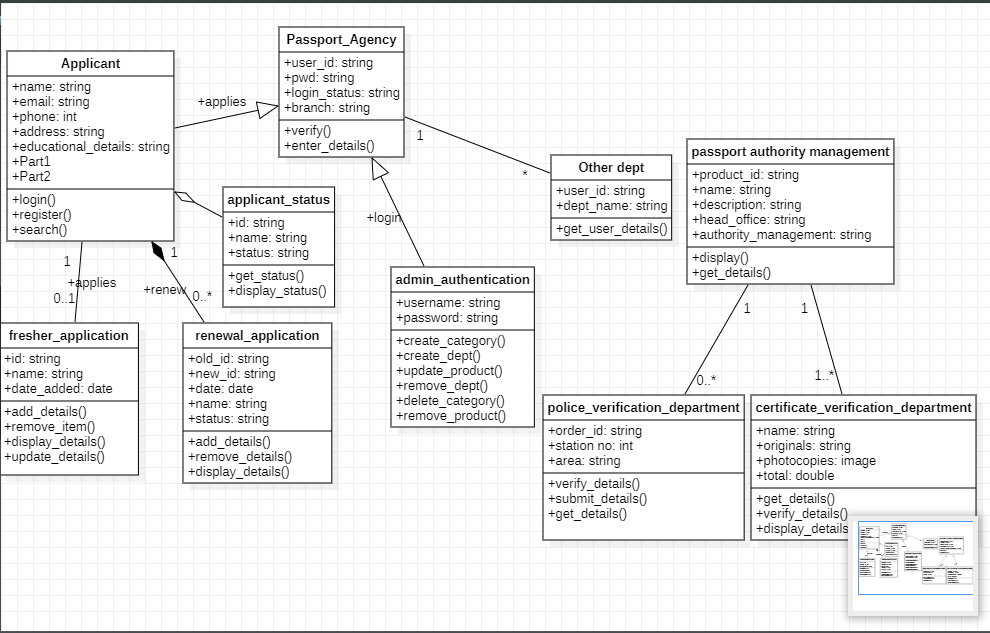 Applicant
+name: string
+email: string
+phone: int
+address: string
+educational_details: string
+Part1
+Part2
+login()
+register()
+search()
+applies
Passport_Agency
+user_id: string
+pwd: string
+login_status: string
+branch: string
+verify()
+enter_details()
1
*
Other dept
+user_id: string
+dept_name: string
+get_user_details()
passport authority management
+product_id: string
+name: string
+description: string
+head_office: string
+authority_management: string
+display()
+get_details()
applicant_status
+id: string
+name: string
+status: string
+get_status()
+display_status()
+login
admin_authentication
+username: string
+password: string
+create_category()
+create_dept()
+update_product()
+remove_dept()
+delete_category()
+remove_product()
1
+applies
0..1
1
+renew
0..*
fresher_application
+id: string
+name: string
+date_added: date
+add_details()
+remove_item()
+display_details()
+update_details()
renewal_application
+old_id: string
+new_id: string
+date: date
+name: string
+status: string
+add_details()
+remove_details()
+display_details()
1
0..*
1
1..*
police_verification_department
+order_id: string
+station no: int
+area: string
+verify_details()
+submit_details()
+get_details()
certificate_verification_department
+name: string
+originals: string
+photocopies: image
+total: double
+get_details()
+verify_details()
+display_details